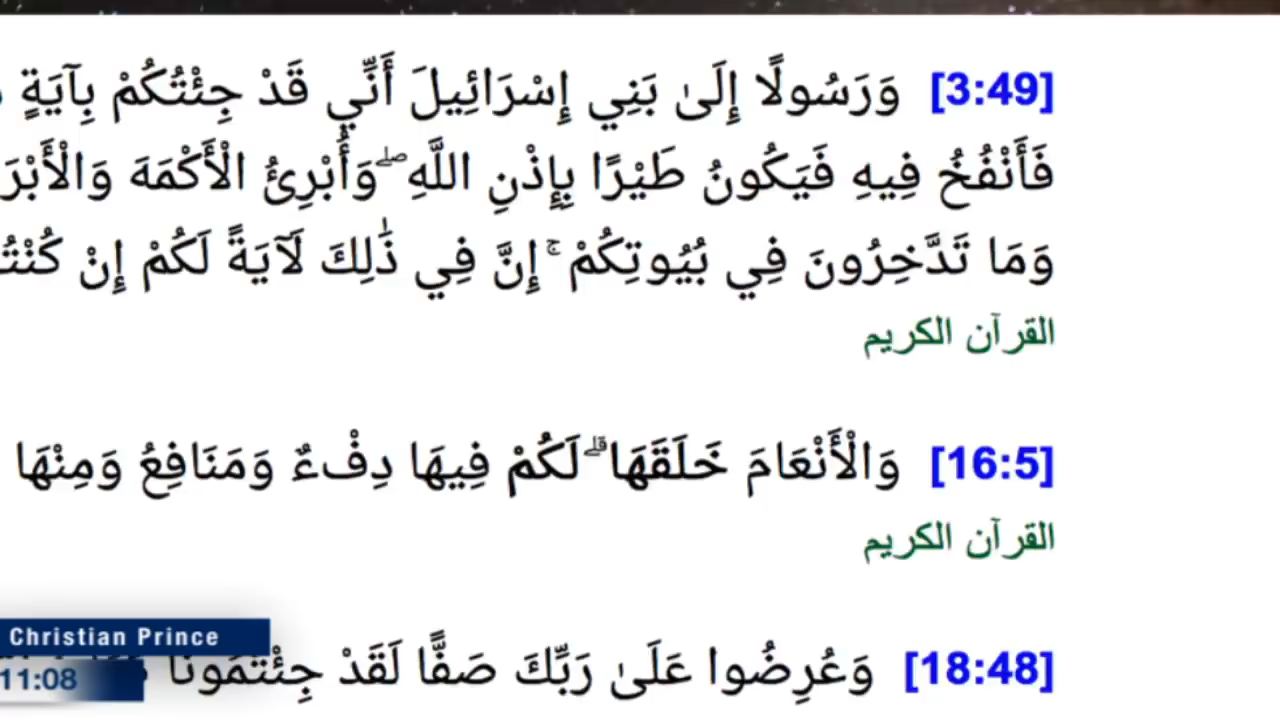 [3:49] وَرَسُولًا إِلَىٰ بَنِي إِسْرَائِيلَ أَنِّي قَدْ جِئْتُكُمْ بِآيَةٍ
فَأَنْفُخُ فِيهِ فَيَكُونُ طَيْرًا بِإِذْنِ اللَّهِ ۖ وَأُبْرِئُ الْأَكْمَهَ وَالْأَبْرَ
وَمَا تَدَّخِرُونَ فِي بُيُوتِكُمْ ۚ إِنَّ فِي ذَٰلِكَ لَآيَةً لَكُمْ إِنْ كُنْتُ
القرآن الكريم
[16:5] وَالْأَنْعَامَ خَلَقَهَا ۗ لَكُمْ فِيهَا دِفْءٌ وَمَنَافِعُ وَمِنْهَا
القرآن الكريم
Christian Prince
[18:48] وَعُرِضُوا عَلَىٰ رَبِّكَ صَفًّا لَقَدْ جِئْتُمُونَا
11:08